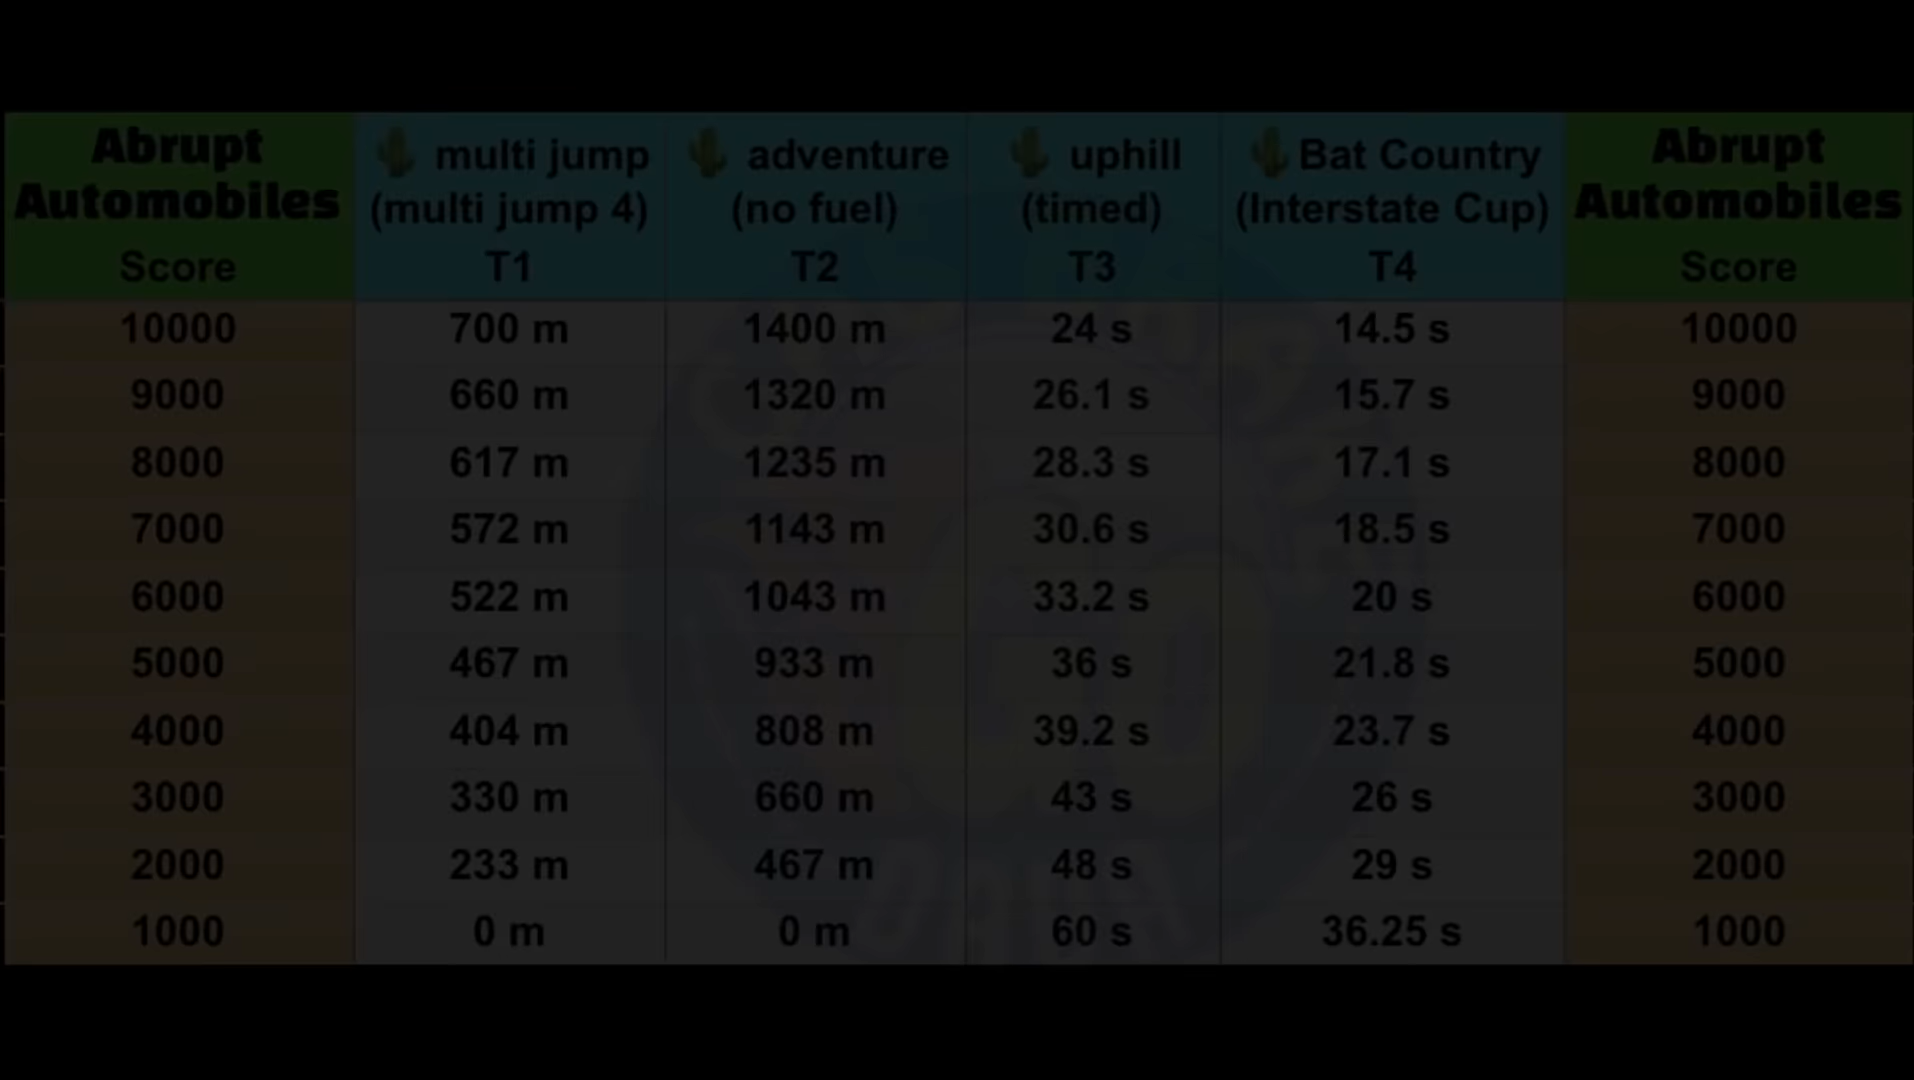 Abrupt Automobiles Score 🌵 multi jump (multi jump 4) T1 🌵 adventure (no fuel) T2 🌵 uphill (timed) T3 🌵 Bat Country (Interstate Cup) T4 Abrupt Automobiles Score
10000 700 m 1400 m 24 s 14.5 s 10000
9000 660 m 1320 m 26.1 s 15.7 s 9000
8000 617 m 1235 m 28.3 s 17.1 s 8000
7000 572 m 1143 m 30.6 s 18.5 s 7000
6000 522 m 1043 m 33.2 s 20 s 6000
5000 467 m 933 m 36 s 21.8 s 5000
4000 404 m 808 m 39.2 s 23.7 s 4000
3000 330 m 660 m 43 s 26 s 3000
2000 233 m 467 m 48 s 29 s 2000
1000 0 m 0 m 60 s 36.25 s 1000